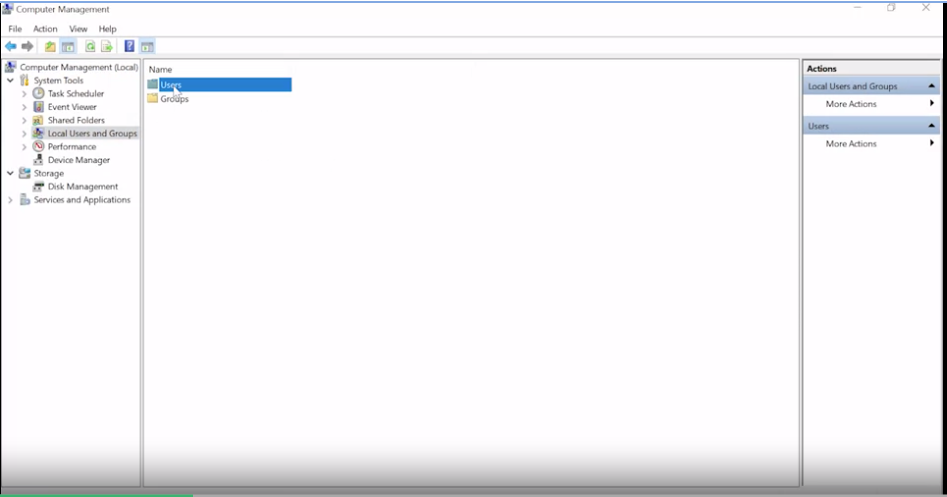 Computer Management
File Action View Help
Computer Management (Local)
System Tools
Task Scheduler
Event Viewer
Shared Folders
Local Users and Groups
Performance
Device Manager
Storage
Disk Management
Services and Applications
Name
Users
Groups
Actions
Local Users and Groups
More Actions
Users
More Actions